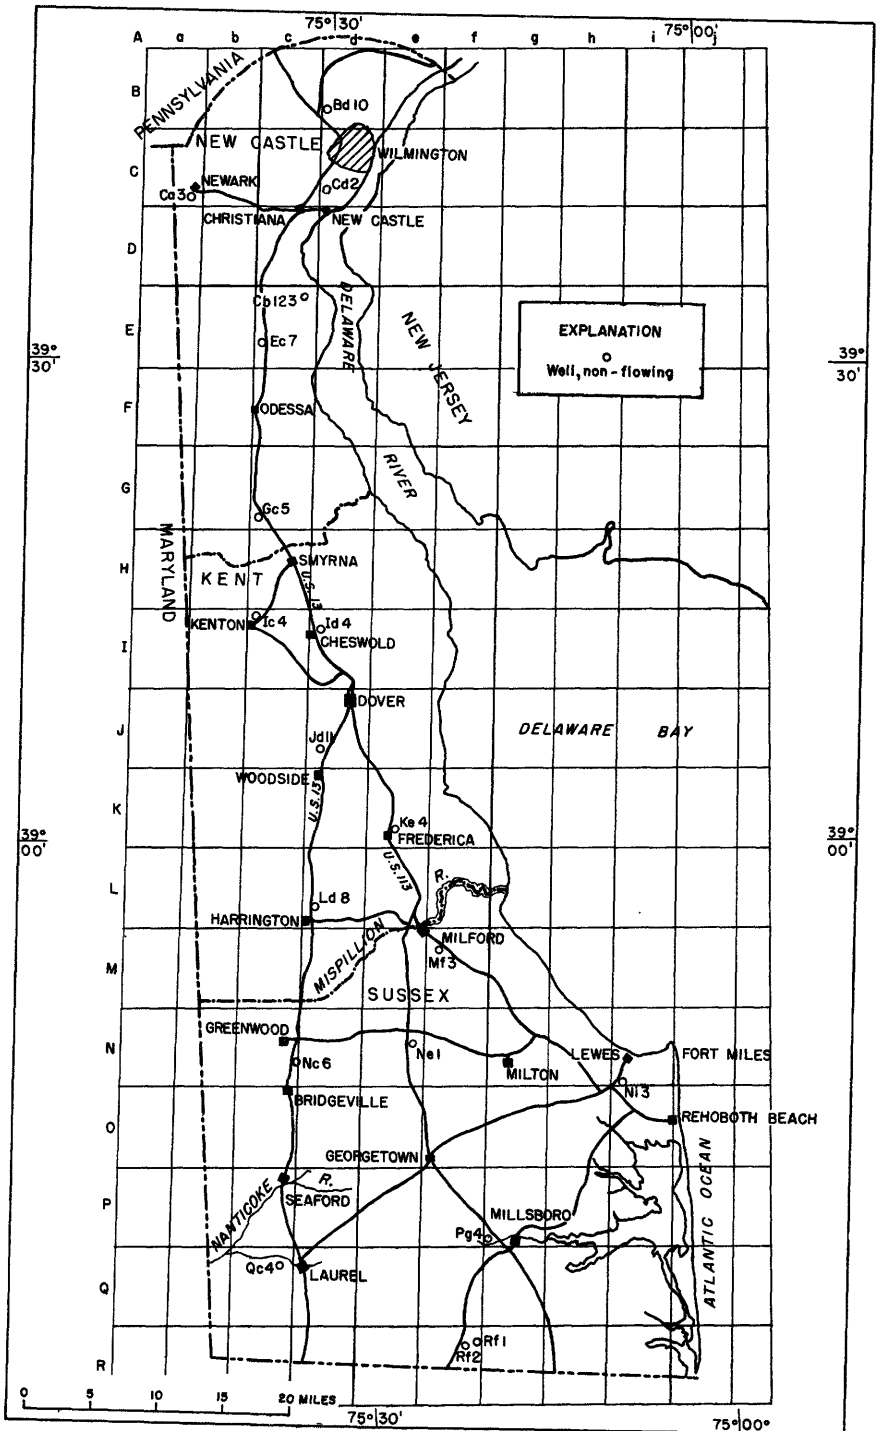 75°30'
75°00'
A a b c d e f g h i j
B
PENNSYLVANIA
Bd 10
NEW CASTLE
WILMINGTON
C
NEWARK
Cd2
Ca3
CHRISTIANA
NEW CASTLE
D
Cb123
DELAWARE
NEW JERSEY
EXPLANATION
Well, non-flowing
E
Ec7
39°
30'
39°
30'
F
ODESSA
RIVER
G
Gc5
MARYLAND
H
SMYRNA
KENT
U.S. 13
KENTON
Ic4
Id4
I
CHESWOLD
DOVER
J
DELAWARE BAY
Jd11
WOODSIDE
U.S.13
K
Ke4
FREDERICA
39°
00'
39°
00'
U.S.113
R.
L
Ld8
HARRINGTON
MILFORD
MISPILLION
Mf3
M
SUSSEX
GREENWOOD
N
Nc6
Ne1
LEWES
FORT MILES
MILTON
Ni3
BRIDGEVILLE
O
REHOBOTH BEACH
GEORGETOWN
ATLANTIC OCEAN
NANTICOKE
R.
SEAFORD
P
MILLSBORO
Pg4
Qc4
LAUREL
Q
Rf1
Rf2
R
0 5 10 15 20 MILES
75°30'
75°00°